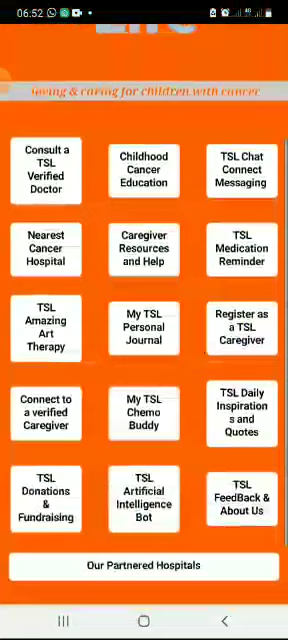 06:52
Life
loving & caring for children with cancer
Consult a
TSL
Verified
Doctor
Childhood
Cancer
Education
TSL Chat
Connect
Messaging
Nearest
Cancer
Hospital
Caregiver
Resources
and Help
TSL
Medication
Reminder
TSL
Amazing
Art
Therapy
My TSL
Personal
Journal
Register as
a TSL
Caregiver
Connect to
a verified
Caregiver
My TSL
Chemo
Buddy
TSL Daily
Inspiration
s and
Quotes
TSL
Donations
&
Fundraising
TSL
Artificial
Intelligence
Bot
TSL
FeedBack &
About Us
Our Partnered Hospitals